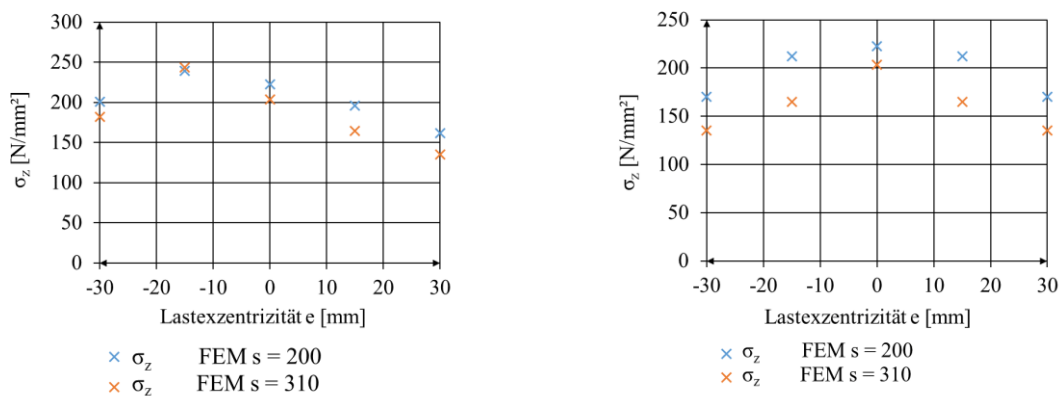 300
250
200
150
100
50
0
σz [N/mm²]
-30 -20 -10 0 10 20 30
Lastexzentrizität e [mm]
σz FEM s = 200
σz FEM s = 310
250
200
150
100
50
0
σz [N/mm²]
-30 -20 -10 0 10 20 30
Lastexzentrizität e [mm]
σz FEM s = 200
σz FEM s = 310